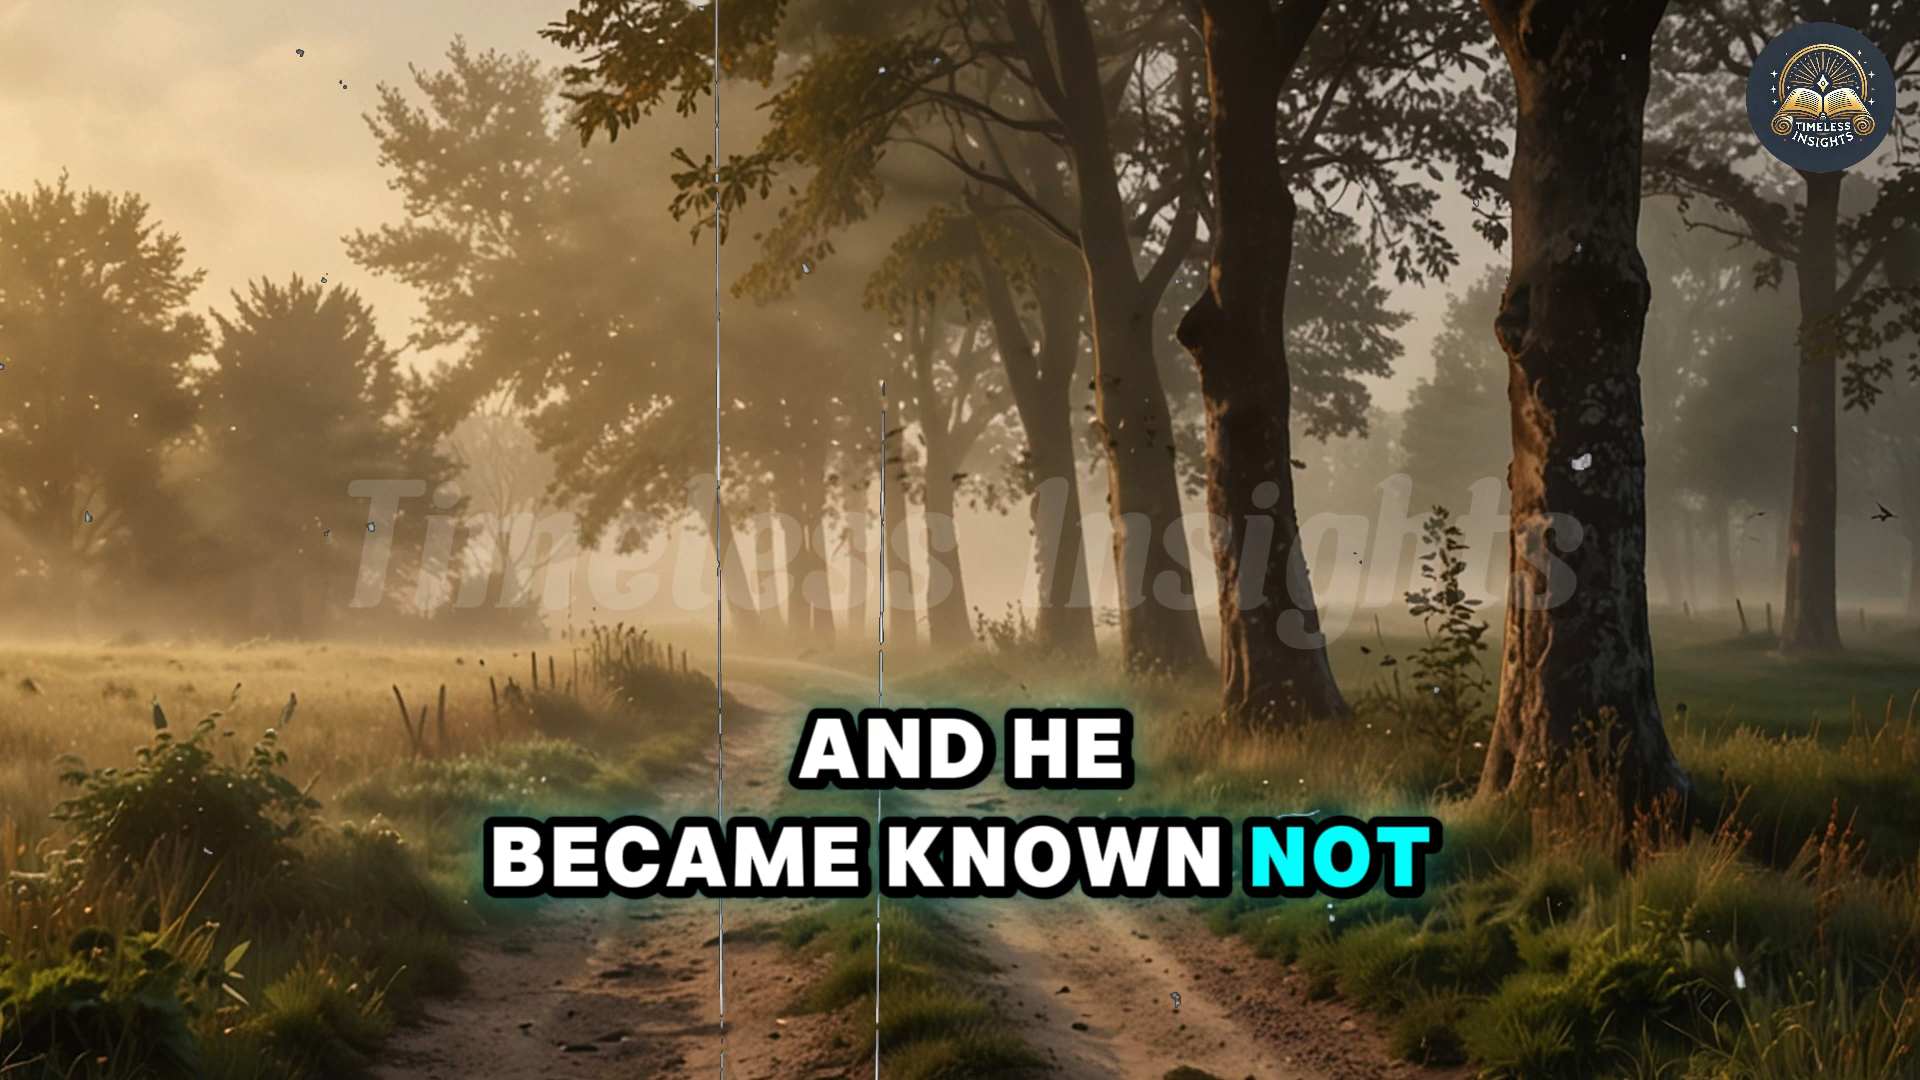 TIMELESS
INSIGHTS
Timeless Insights
AND HE
BECAME KNOWN NOT